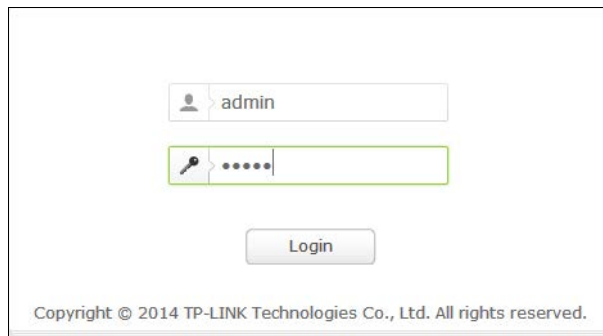 admin
•••••
Login
Copyright © 2014 TP-LINK Technologies Co., Ltd. All rights reserved.